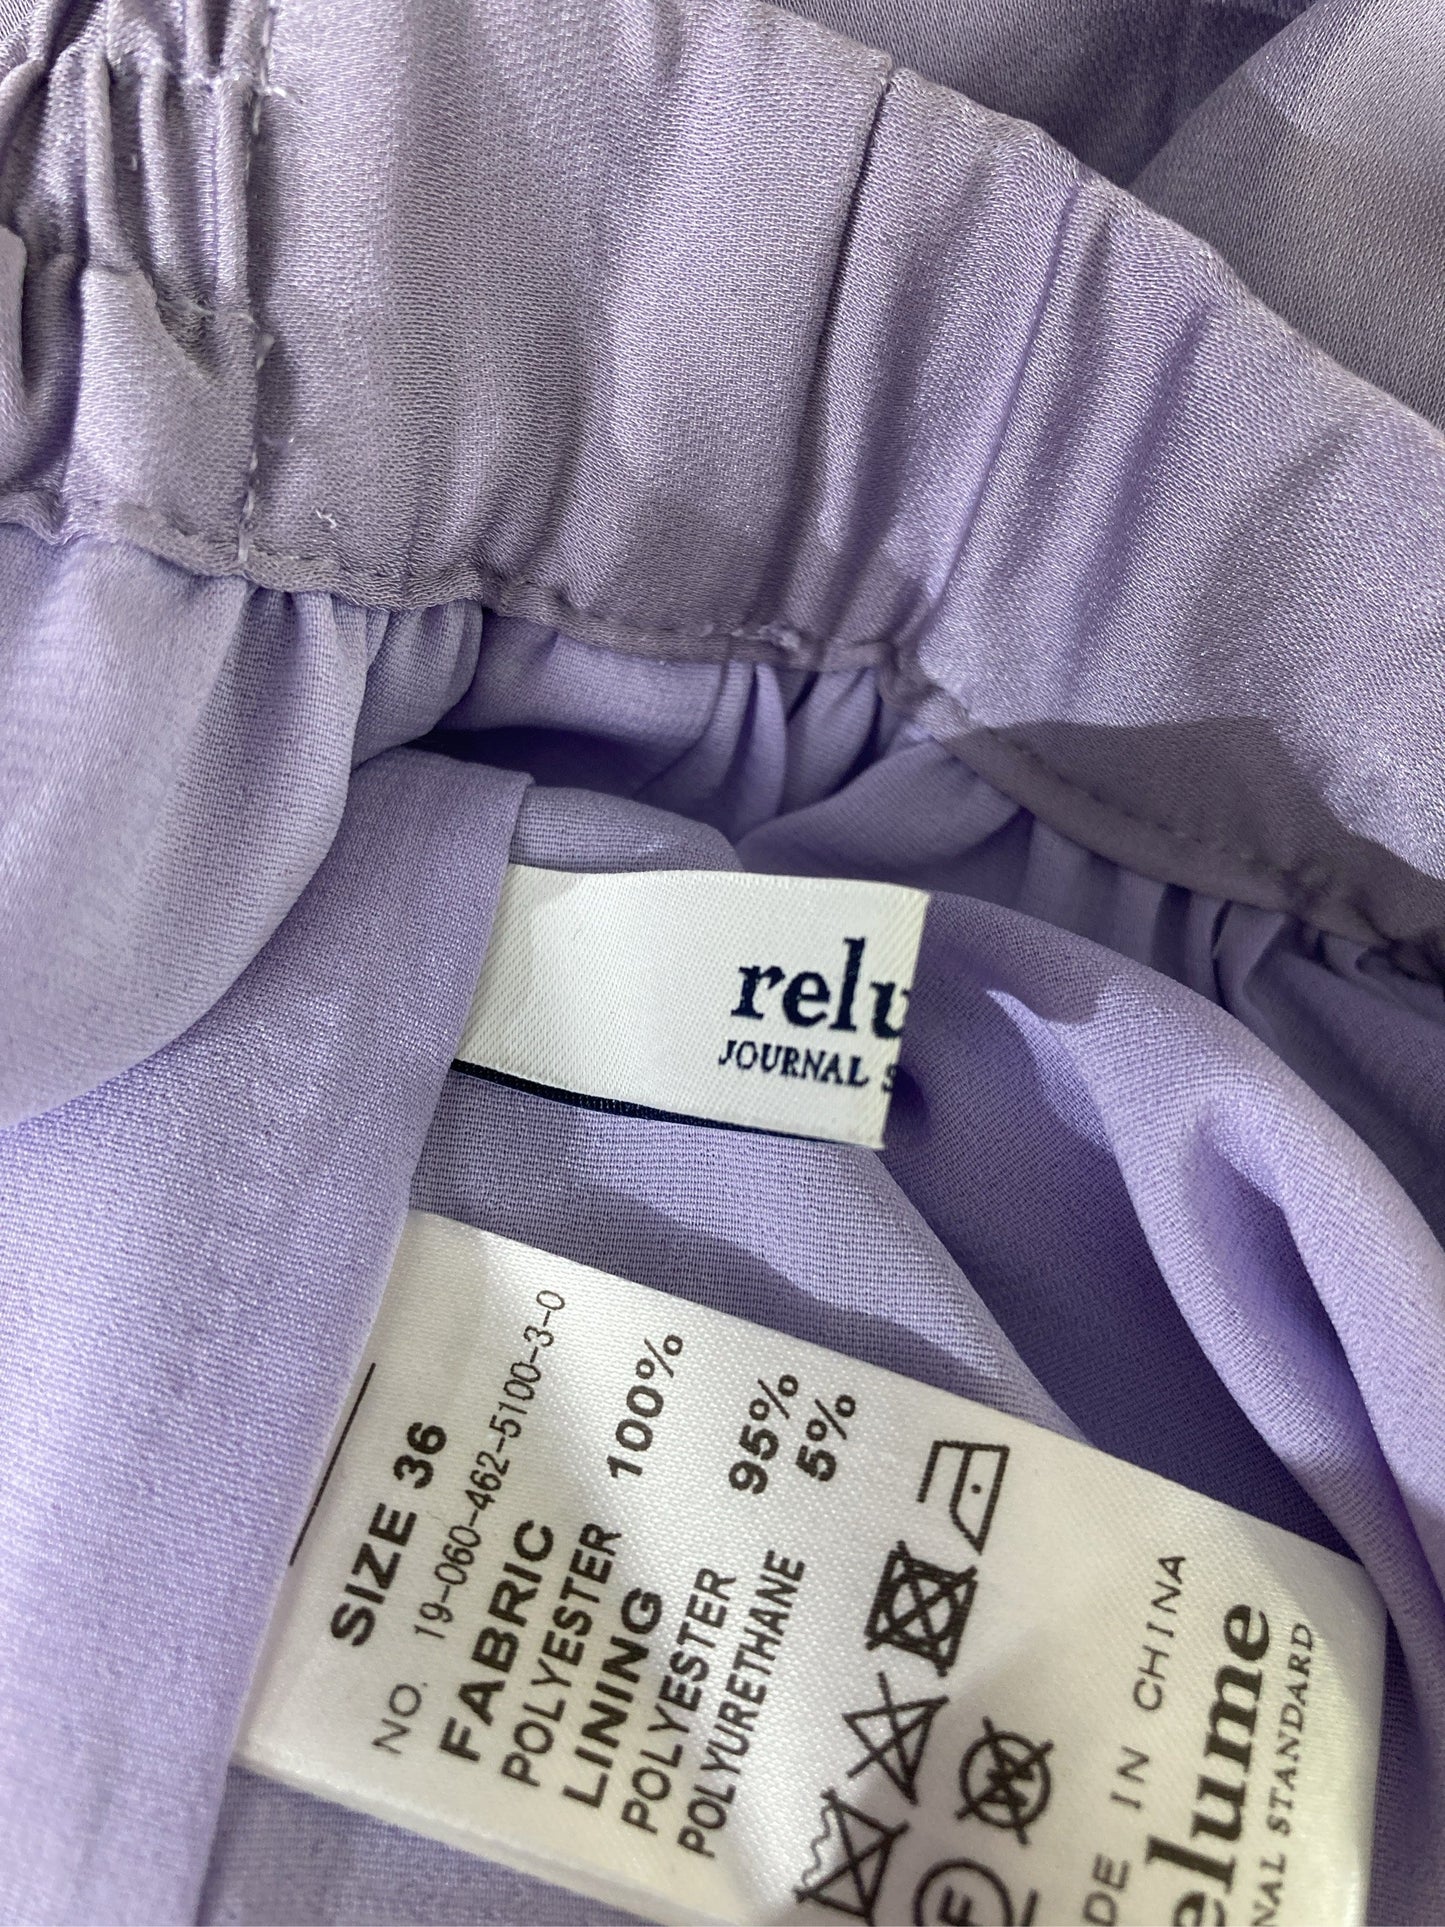 relu
JOURNAL S
SIZE 36
NO. 19-060-462-5100-3-0
FABRIC
POLYESTER 100%
LINING
POLYESTER 95%
POLYURETHANE 5%
F
DE IN CHINA
elume
NAL STANDARD